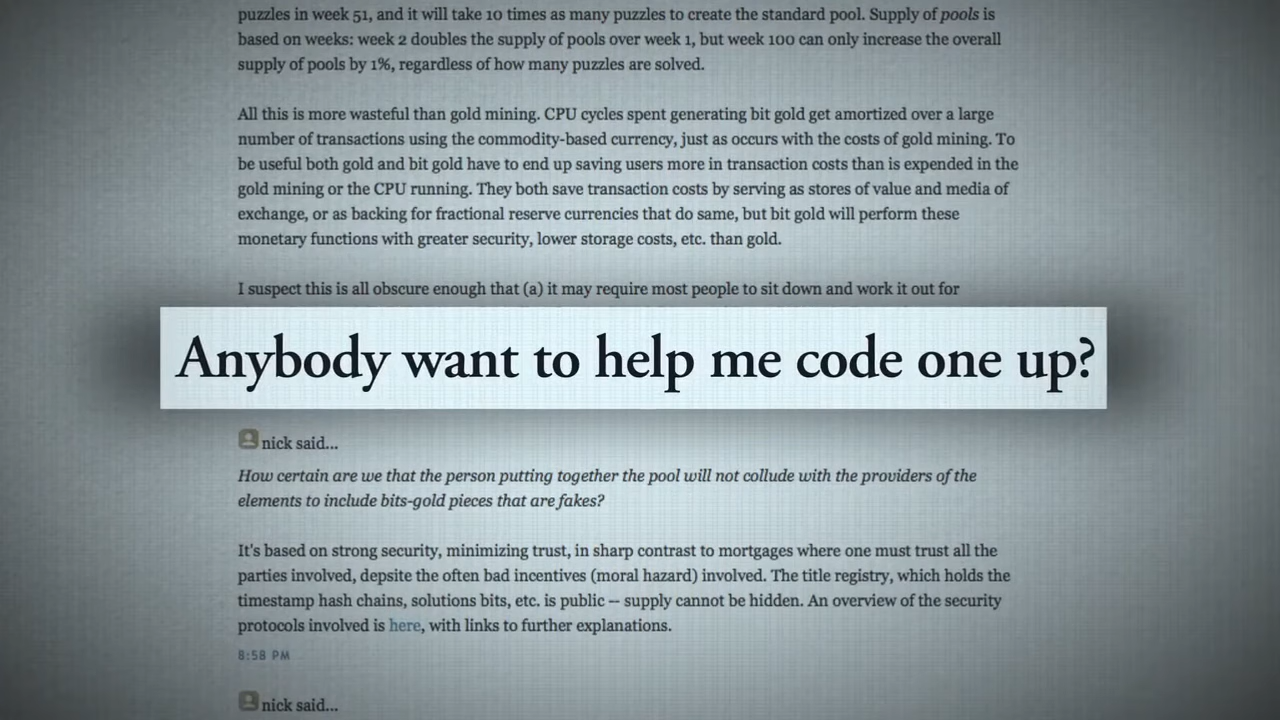 puzzles in week 51, and it will take 10 times as many puzzles to create the standard pool. Supply of pools is
based on weeks: week 2 doubles the supply of pools over week 1, but week 100 can only increase the overall
supply of pools by 1%, regardless of how many puzzles are solved.
All this is more wasteful than gold mining. CPU cycles spent generating bit gold get amortized over a large
number of transactions using the commodity-based currency, just as occurs with the costs of gold mining. To
be useful both gold and bit gold have to end up saving users more in transaction costs than is expended in the
gold mining or the CPU running. They both save transaction costs by serving as stores of value and media of
exchange, or as backing for fractional reserve currencies that do same, but bit gold will perform these
monetary functions with greater security, lower storage costs, etc. than gold.
I suspect this is all obscure enough that (a) it may require most people to sit down and work it out for
Anybody want to help me code one up?
nick said...
How certain are we that the person putting together the pool will not collude with the providers of the
elements to include bits-gold pieces that are fakes?
It's based on strong security, minimizing trust, in sharp contrast to mortgages where one must trust all the
parties involved, depsite the often bad incentives (moral hazard) involved. The title registry, which holds the
timestamp hash chains, solutions bits, etc. is public -- supply cannot be hidden. An overview of the security
protocols involved is here, with links to further explanations.
8:58 PM
nick said...